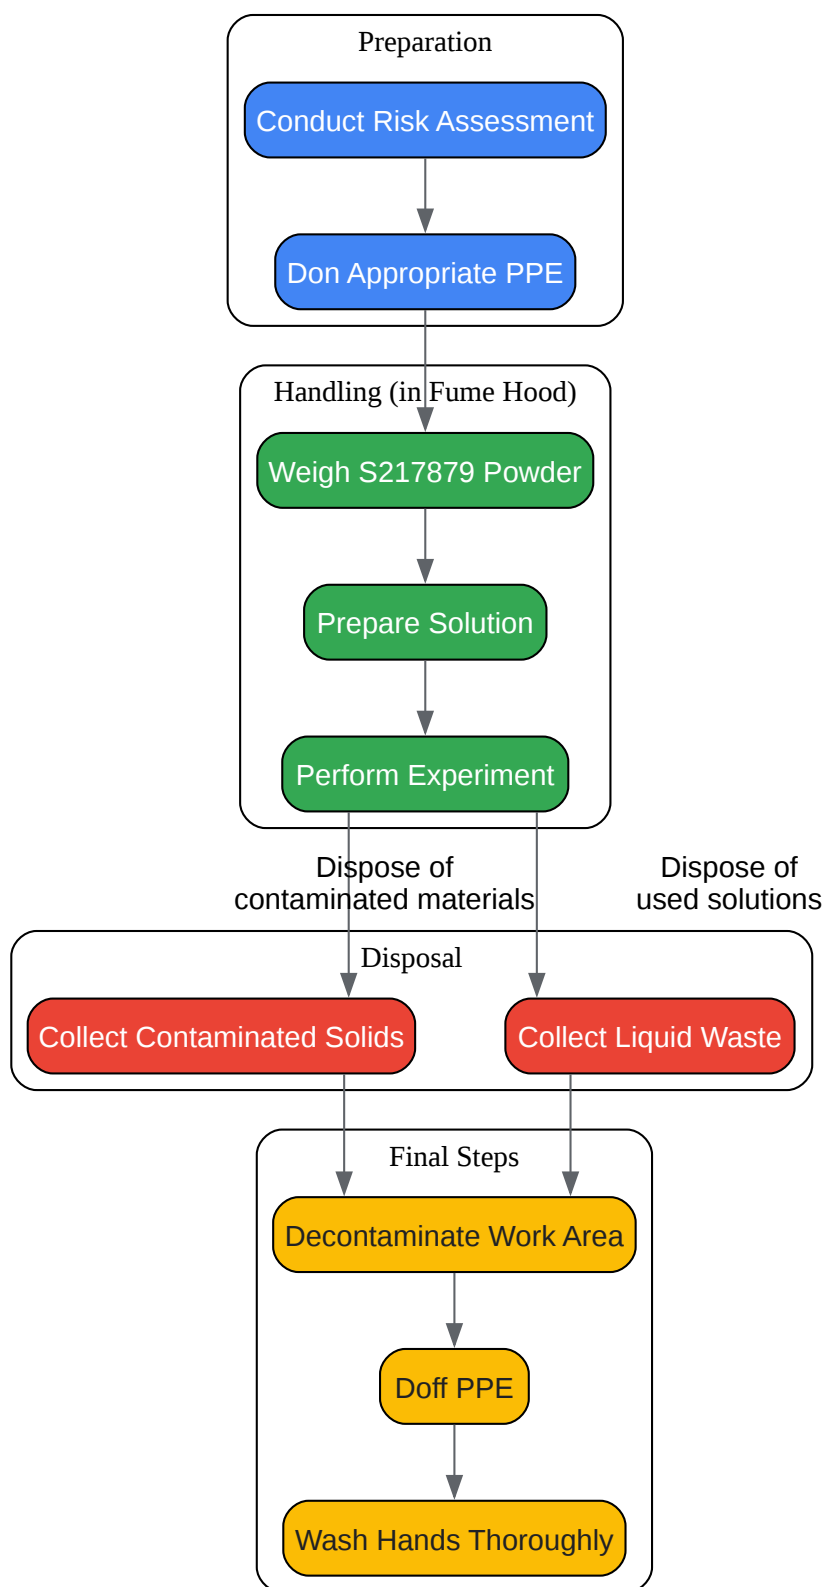 Preparation
Conduct Risk Assessment
Don Appropriate PPE
Handling (in Fume Hood)
Weigh S217879 Powder
Prepare Solution
Perform Experiment
Dispose of
contaminated materials
Dispose of
used solutions
Disposal
Collect Contaminated Solids
Collect Liquid Waste
Final Steps
Decontaminate Work Area
Doff PPE
Wash Hands Thoroughly